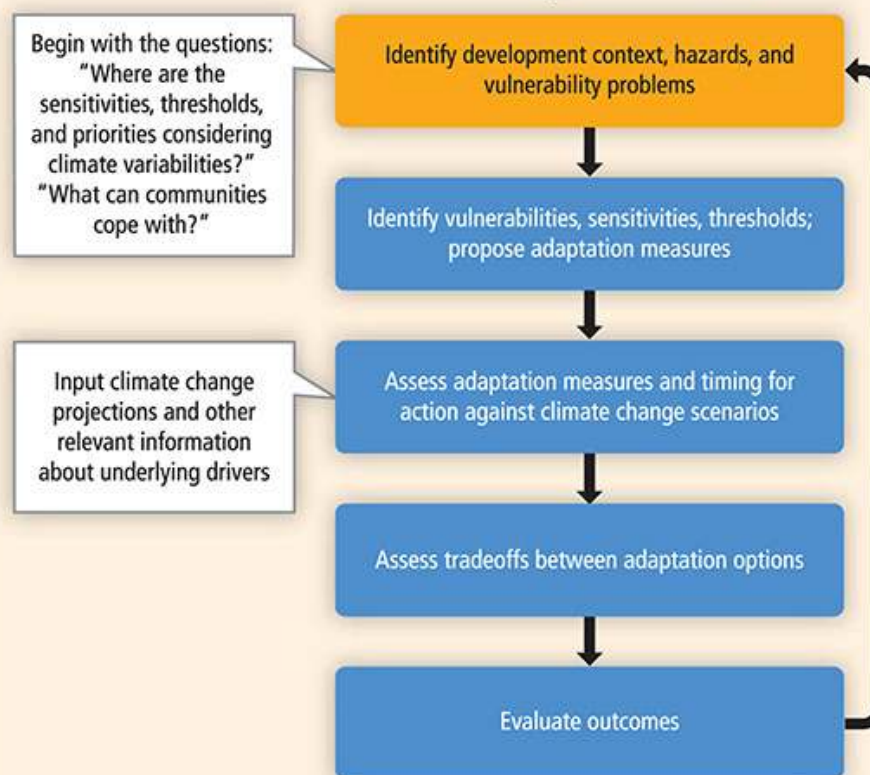 Begin with the questions:
"Where are the
sensitivities, thresholds,
and priorities considering
climate variabilities?"
"What can communities
cope with?"
Identify development context, hazards, and
vulnerability problems
Identify vulnerabilities, sensitivities, thresholds;
propose adaptation measures
Input climate change
projections and other
relevant information
about underlying drivers
Assess adaptation measures and timing for
action against climate change scenarios
Assess tradeoffs between adaptation options
Evaluate outcomes